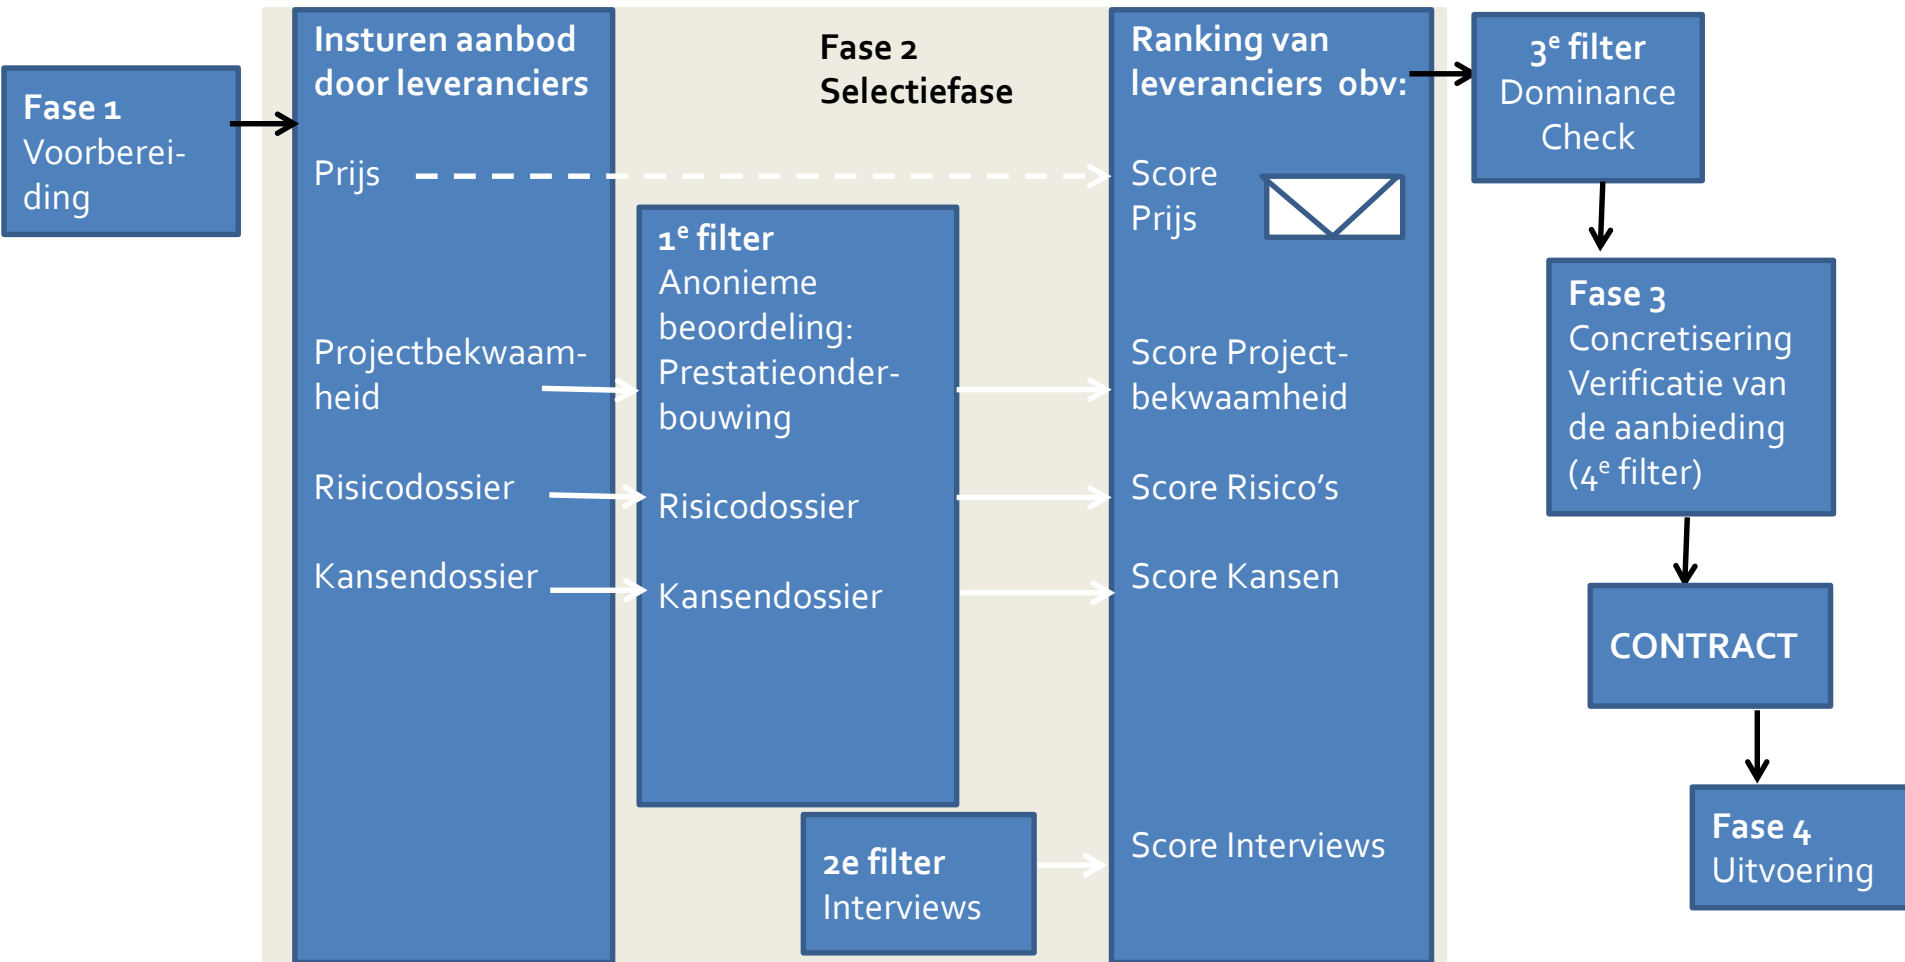 Fase 1
Voorberei-
ding
Insturen aanbod
door leveranciers
Prijs
Projectbekwaam-
heid
Risicodossier
Kansendossier
Fase 2
Selectiefase
1e filter
Anonieme
beoordeling:
Prestatieonder-
bouwing
Risicodossier
Kansendossier
2e filter
Interviews
Ranking van
leveranciers obv:
Score
Prijs
Score Project-
bekwaamheid
Score Risico's
Score Kansen
Score Interviews
3e filter
Dominance
Check
Fase 3
Concretisering
Verificatie van
de aanbieding
(4e filter)
CONTRACT
Fase 4
Uitvoering